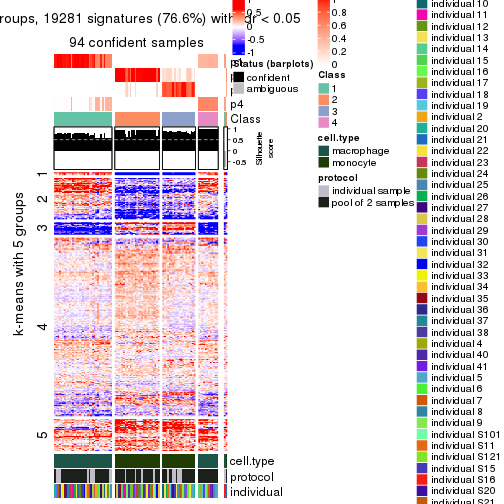 roups, 19281 signatures (76.6%) with
r < 0.05
94 confident samples
1
2
3
4
5
k-means with 5 groups
p4
Class
1
0.5
0
-0.5
Silhouette
score
cell.type
protocol
individual
0.5
0
-0.5
-1
Status (barplots)
confident
ambiguous
0.8
0.6
0.4
0.2
0
Class
1
2
3
4
cell.type
macrophage
monocyte
protocol
individual sample
pool of 2 samples
individual 10
individual 11
individual 12
individual 13
individual 14
individual 15
individual 16
individual 17
individual 18
individual 19
individual 2
individual 20
individual 21
individual 22
individual 23
individual 24
individual 25
individual 26
individual 27
individual 28
individual 29
individual 30
individual 31
individual 32
individual 33
individual 34
individual 35
individual 36
individual 37
individual 38
individual 4
individual 40
individual 41
individual 5
individual 6
individual 7
individual 8
individual 9
individual S101
individual S11
individual S121
individual S15
individual S16
individual S20
individual S21